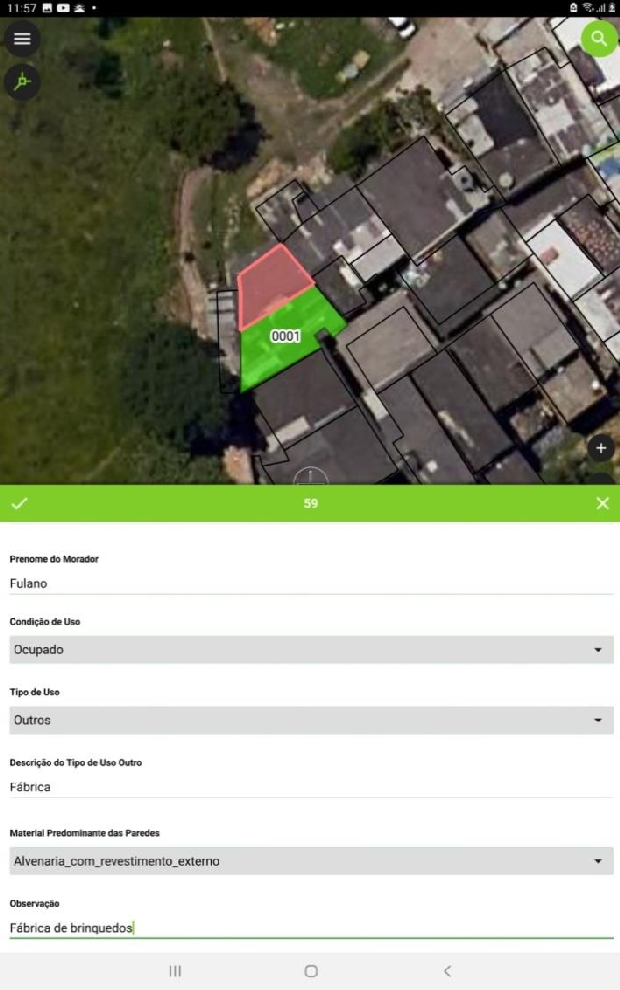 11:57
0001
59
Prenome do Morador
Fulano
Condição de Uso
Ocupado
Tipo de Uso
Outros
Descrição do Tipo de Uso Outro
Fábrica
Material Predominante das Paredes
Alvenaria_com_revestimento_externo
Observação
Fábrica de brinquedos